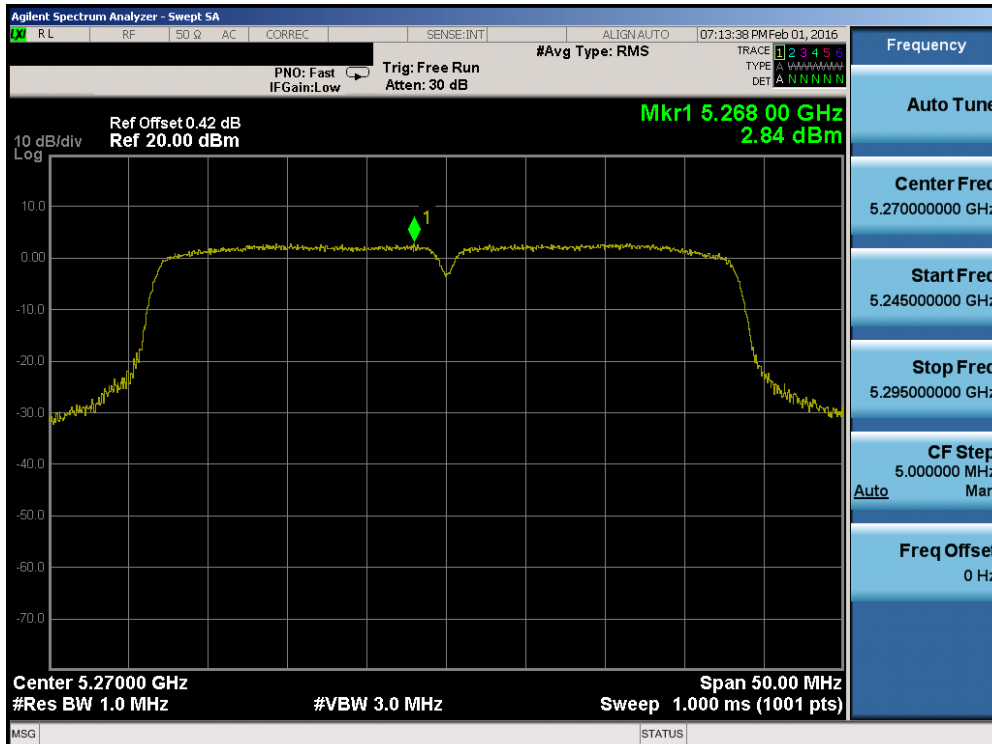 Agilent Spectrum Analyzer - Swept SA
LXI RL RF 50 Ω AC CORREC SENSE:INT ALIGN AUTO 07:13:38 PM Feb 01, 2016
#Avg Type: RMS
TRACE 1 2 3 4 5 6
TYPE A WWWWW
DET A N N N N N
PNO: Fast Trig: Free Run
IFGain:Low Atten: 30 dB
Mkr1 5.268 00 GHz
2.84 dBm
Ref Offset 0.42 dB
10 dB/div Ref 20.00 dBm
Log
1
10.0
0.00
-10.0
-20.0
-30.0
-40.0
-50.0
-60.0
-70.0
Center 5.27000 GHz Span 50.00 MHz
#Res BW 1.0 MHz #VBW 3.0 MHz Sweep 1.000 ms (1001 pts)
MSG STATUS
Frequency
Auto Tune
Center Freq
5.270000000 GHz
Start Freq
5.245000000 GHz
Stop Freq
5.295000000 GHz
CF Step
5.000000 MHz
Auto Man
Freq Offset
0 Hz